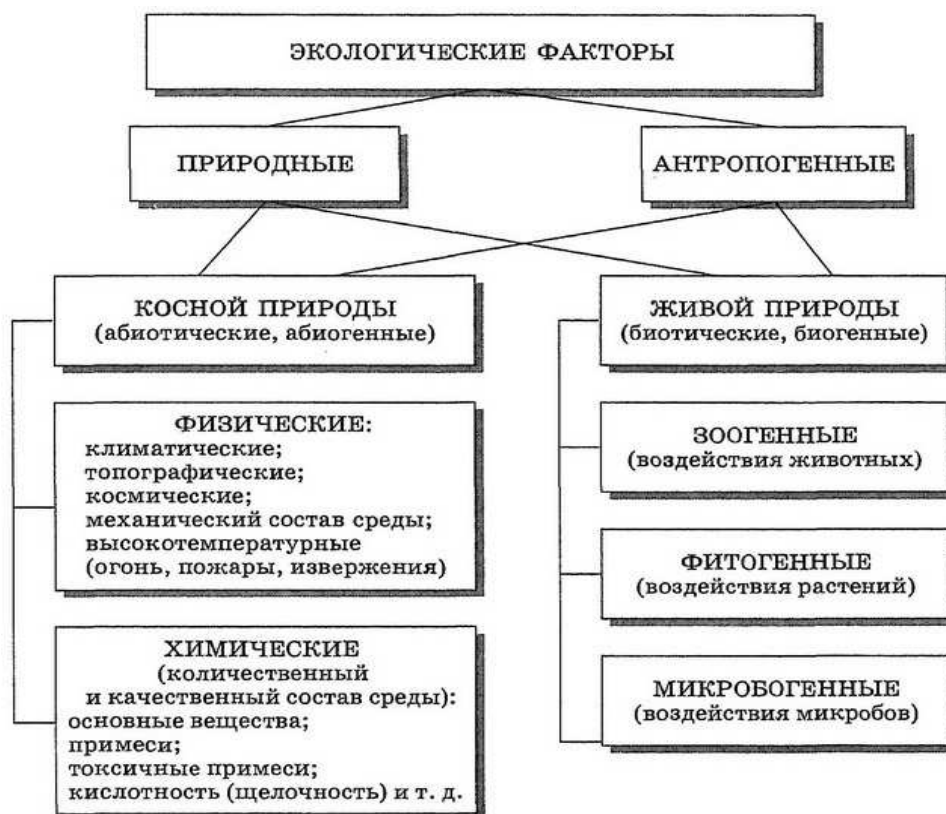 ЭКОЛОГИЧЕСКИЕ ФАКТОРЫ
ПРИРОДНЫЕ
АНТРОПОГЕННЫЕ
КОСНОЙ ПРИРОДЫ
(абиотические, абиогенные)
ФИЗИЧЕСКИЕ:
климатические;
топографические;
космические;
механический состав среды;
высокотемпературные
(огонь, пожары, извержения)
ХИМИЧЕСКИЕ
(количественный
и качественный состав среды):
основные вещества;
примеси;
токсичные примеси;
кислотность (щелочность) и т. д.
ЖИВОЙ ПРИРОДЫ
(биотические, биогенные)
ЗООГЕННЫЕ
(воздействия животных)
ФИТОГЕННЫЕ
(воздействия растений)
МИКРОБОГЕННЫЕ
(воздействия микробов)